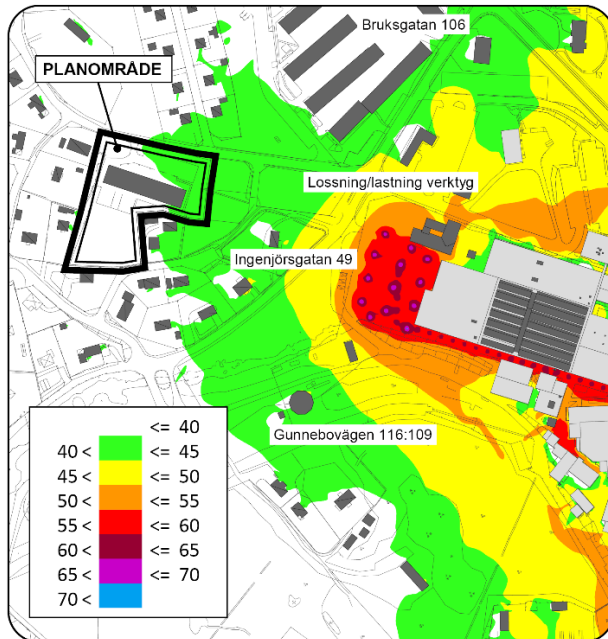 Bruksgatan 106
PLANOMRÅDE
Lossning/lastning verktyg
Ingenjörsgatan 49
Gunnebovägen 116:109
<= 40
40 < <= 45
45 < <= 50
50 < <= 55
55 < <= 60
60 < <= 65
65 < <= 70
70 <